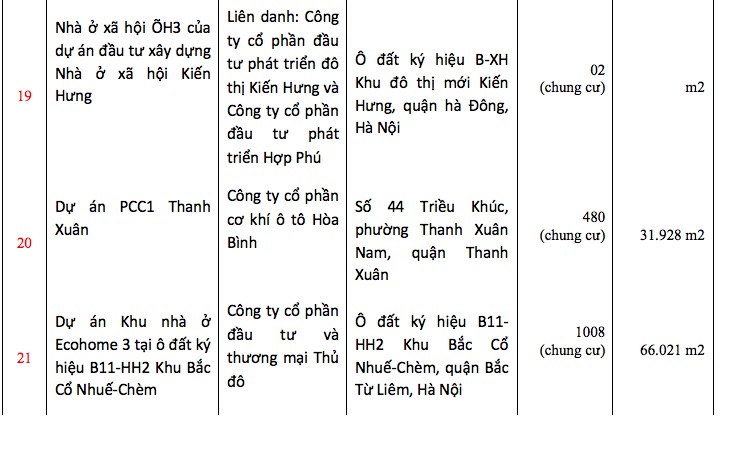 19
Nhà ở xã hội ÕH3 của
dự án đầu tư xây dựng
Nhà ở xã hội Kiến
Hưng
Liên danh: Công
ty cổ phần đầu
tư phát triển đô
thị Kiến Hưng và
Công ty cổ phần
đầu tư phát
triển Hợp Phú
Ô đất ký hiệu B-XH
Khu đô thị mới Kiến
Hưng, quận hà Đông,
Hà Nội
02
(chung cư)
m2
20
Dự án PCC1 Thanh
Xuân
Công ty cổ phần
cơ khí ô tô Hòa
Bình
Số 44 Triều Khúc,
phường Thanh Xuân
Nam, quận Thanh
Xuân
480
(chung cư)
31.928 m2
21
Dự án Khu nhà ở
Ecohome 3 tại ô đất ký
hiệu B11-HH2 Khu Bắc
Cổ Nhuế-Chèm
Công ty cổ phần
đầu tư và
thương mại Thủ
đô
Ô đất ký hiệu B11-
HH2 Khu Bắc Cổ
Nhuế-Chèm, quận Bắc
Từ Liêm, Hà Nội
1008
(chung cư)
66.021 m2